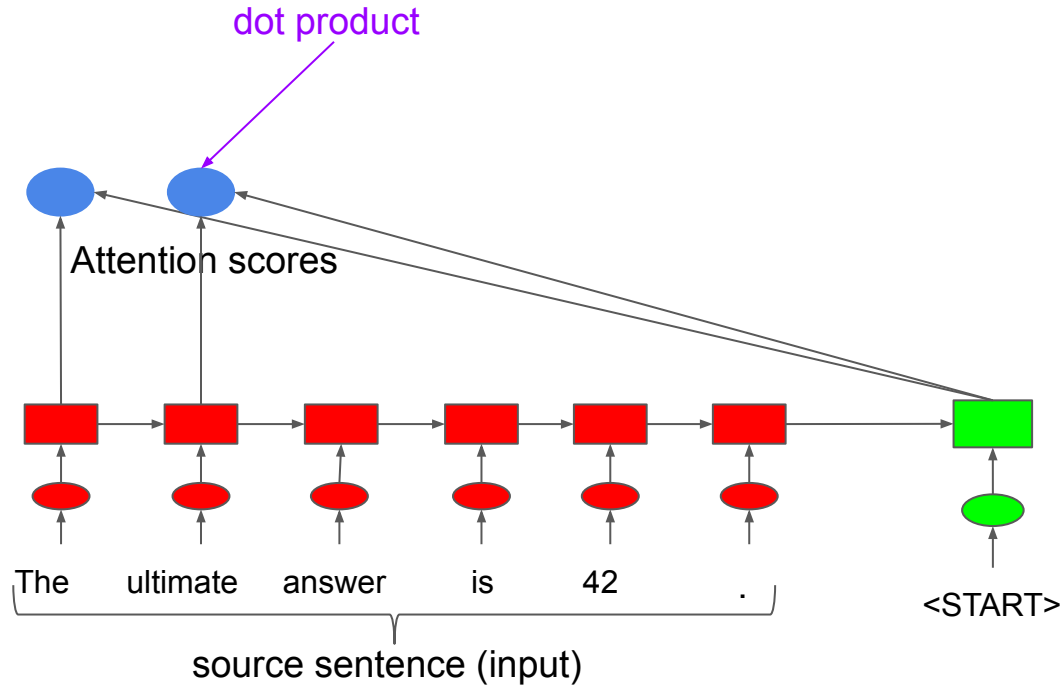 dot product
Attention scores
The ultimate answer is 42 .
<START>
source sentence (input)